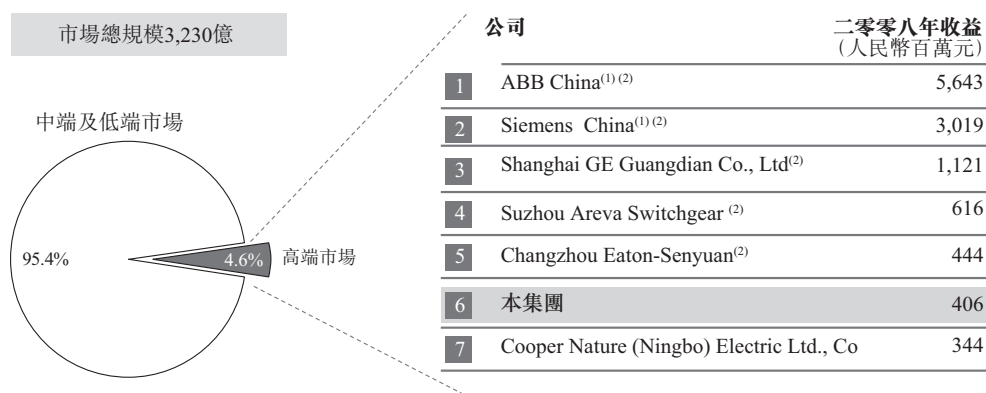 市場總規模3,230億
中端及低端市場
95.4%
4.6%
高端市場
公司 二零零八年收益
(人民幣百萬元)
1 ABB China(1) (2) 5,643
2 Siemens China(1) (2) 3,019
3 Shanghai GE Guangdian Co., Ltd(2) 1,121
4 Suzhou Areva Switchgear (2) 616
5 Changzhou Eaton-Senyuan(2) 444
6 本集團 406
7 Cooper Nature (Ningbo) Electric Ltd., Co 344